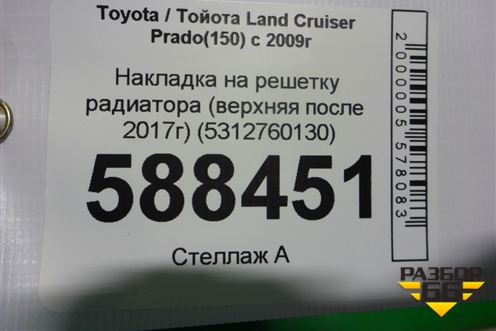 Toyota / Тойота Land Cruiser
Prado(150) с 2009г
Накладка на решетку
радиатора (верхняя после
2017г) (5312760130)
588451
Стеллаж А
2000005578083
РАЗБОР
66